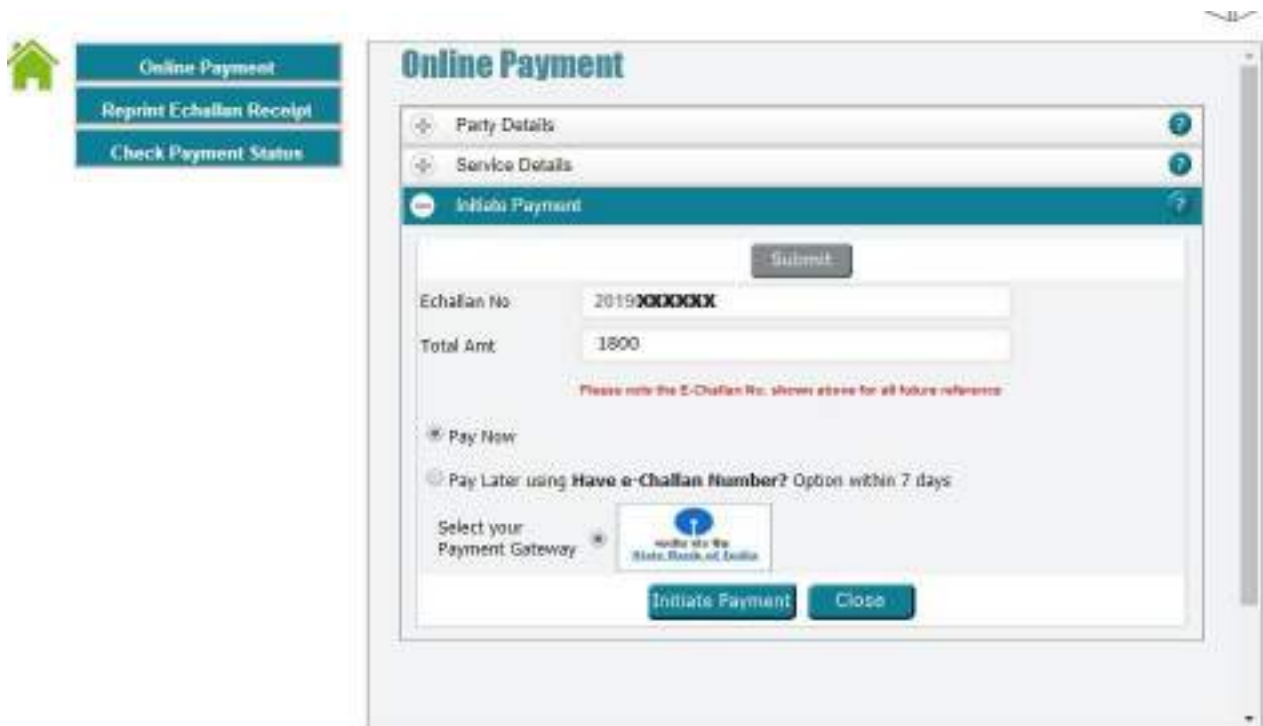 Online Payment
Reprint Echallan Receipt
Check Payment Status
Online Payment
Party Details
Service Details
Initiate Payment
Submit
Echallan No 2019XXXXXX
Total Amt 1800
Please note the E-Challan No. shown above for all future reference
Pay Now
Pay Later using Have e-Challan Number? Option within 7 days
Select your
Payment Gateway
State Bank of India
Initiate Payment Close